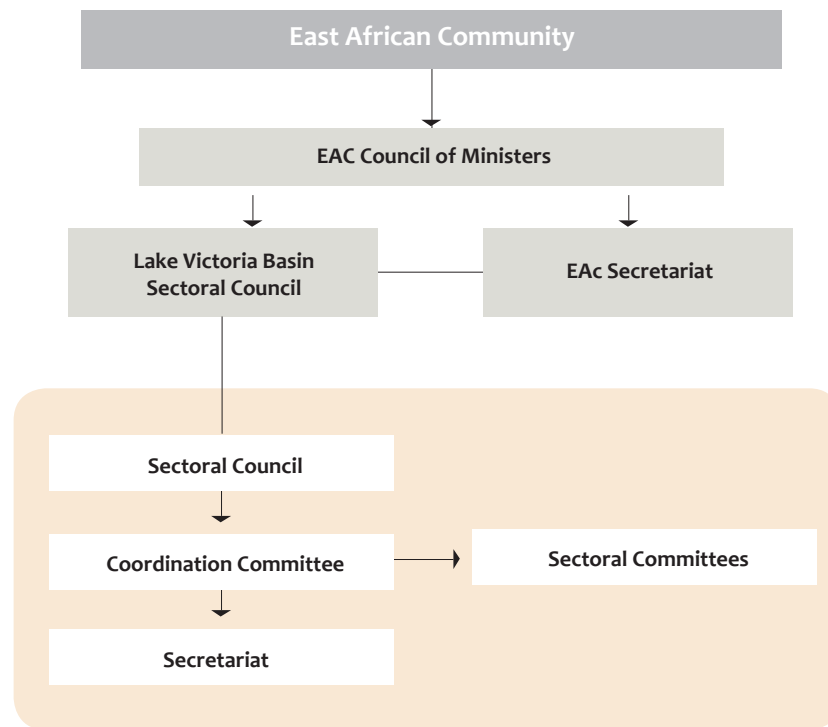 East African Community
EAC Council of Ministers
Lake Victoria Basin
Sectoral Council
EAc Secretariat
Sectoral Council
Coordination Committee
Sectoral Committees
Secretariat